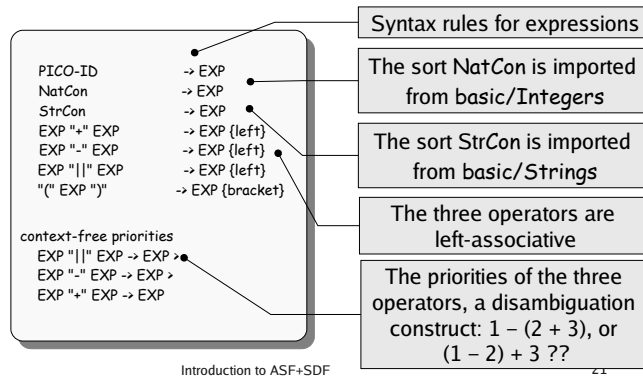 PICO-ID -> EXP
NatCon -> EXP
StrCon -> EXP
EXP "+" EXP -> EXP {left}
EXP "-" EXP -> EXP {left}
EXP "||" EXP -> EXP {left}
"(" EXP ")" -> EXP {bracket}
context-free priorities
EXP "||" EXP -> EXP >
EXP "-" EXP -> EXP >
EXP "+" EXP -> EXP
Syntax rules for expressions
The sort NatCon is imported
from basic/Integers
The sort StrCon is imported
from basic/Strings
The three operators are
left-associative
The priorities of the three
operators, a disambiguation
construct: 1 – (2 + 3), or
(1 – 2) + 3 ??
Introduction to ASF+SDF
21